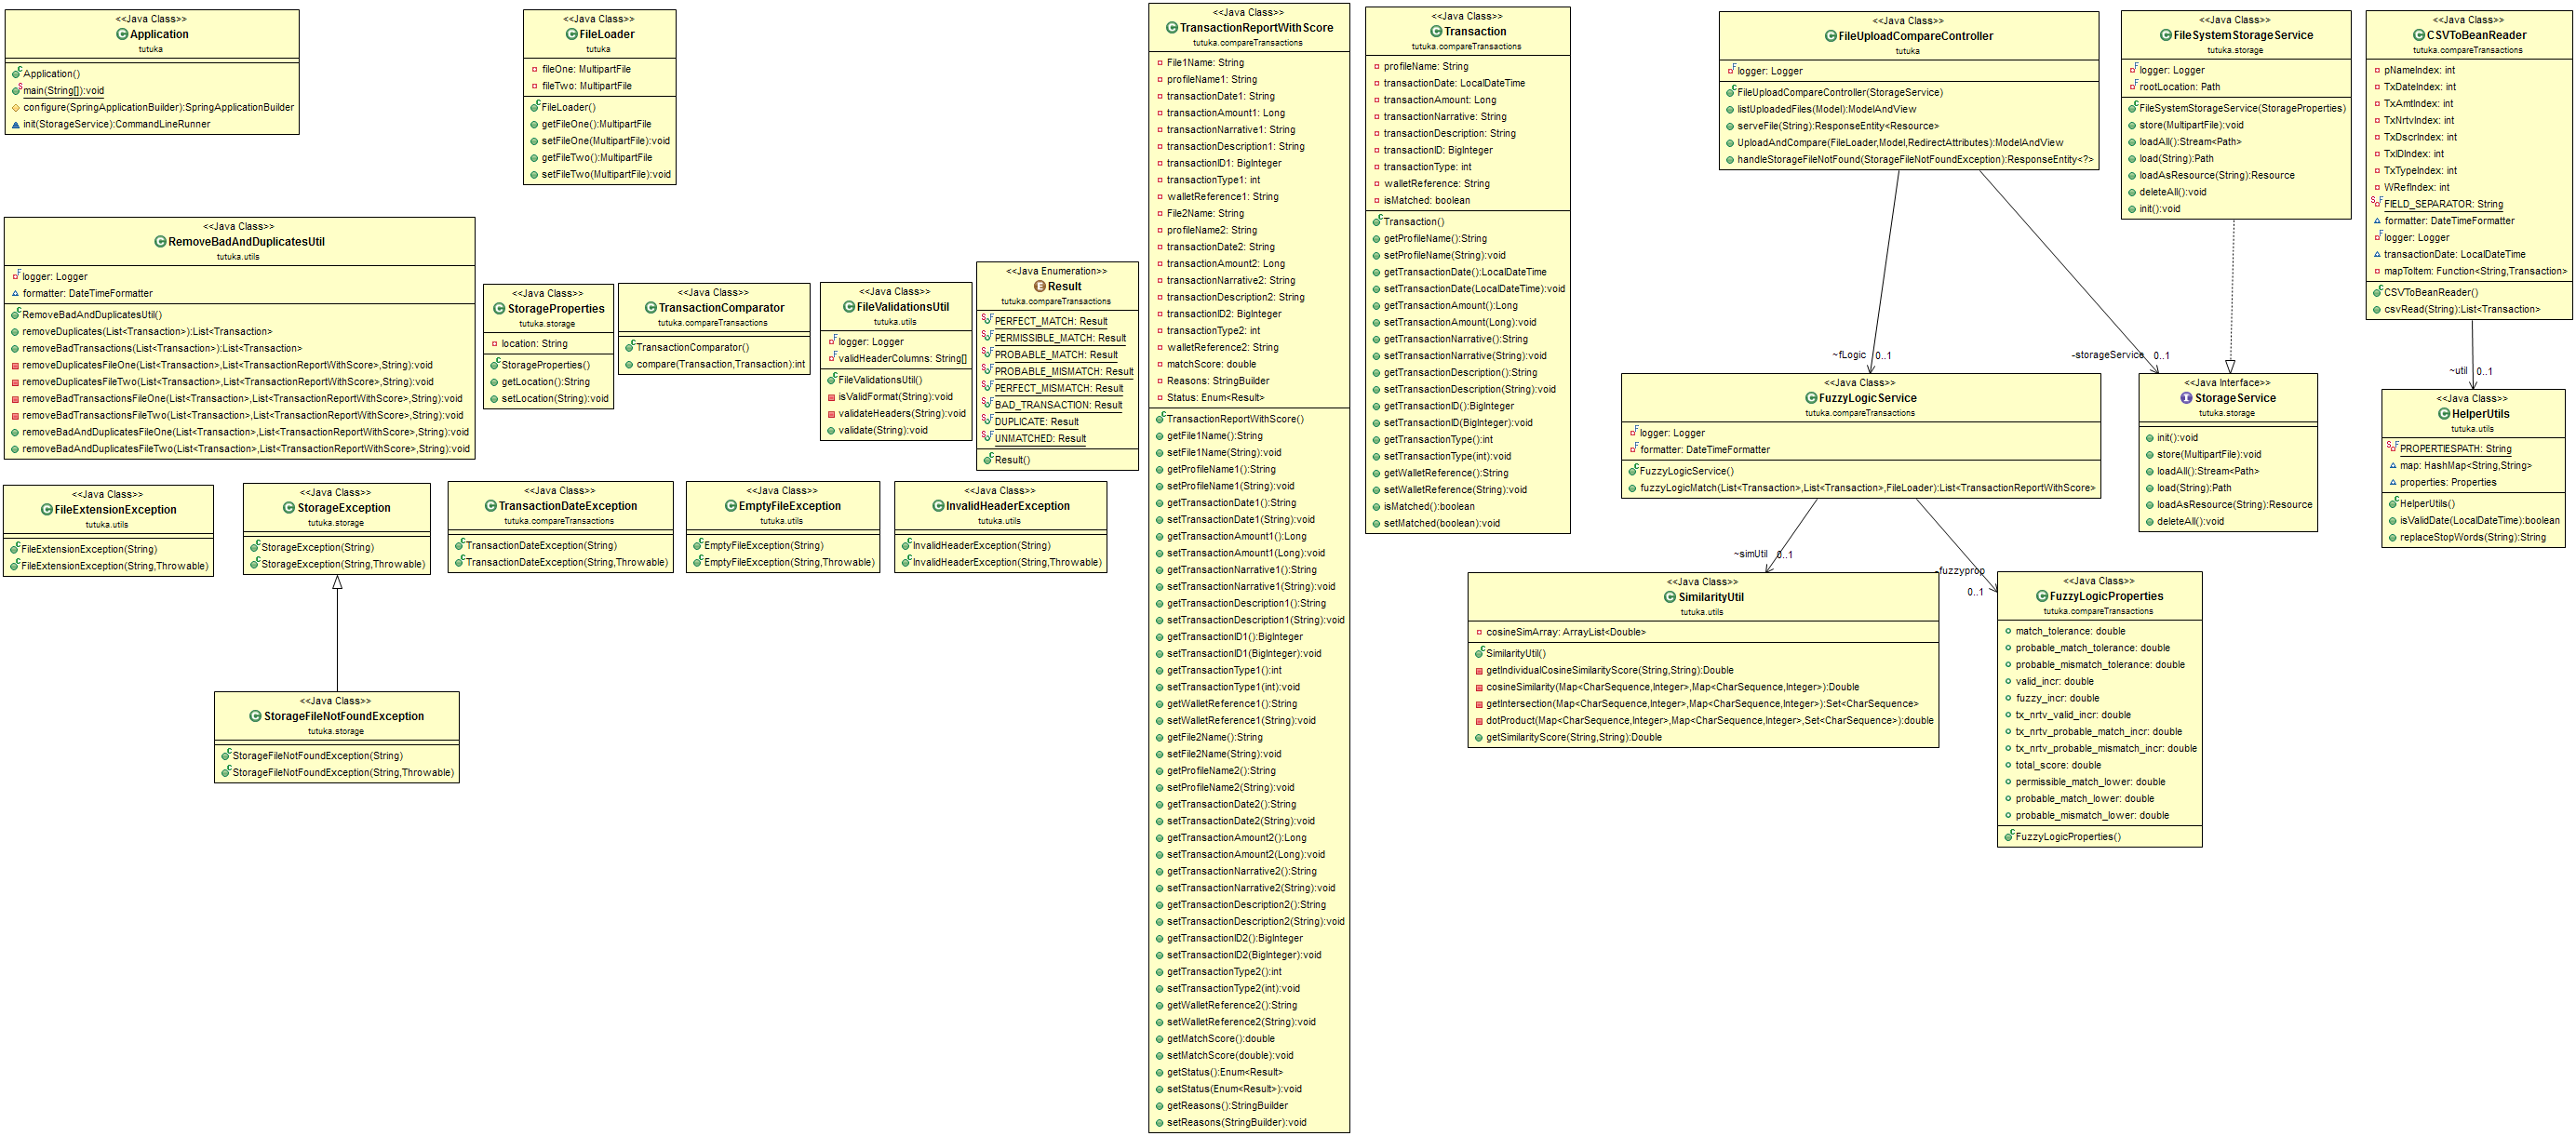 <<Java Class>>
Application
tutuka
Application()
main(String[]):void
configure(SpringApplicationBuilder):SpringApplicationBuilder
init(StorageService):CommandLineRunner
<<Java Class>>
FileLoader
tutuka
fileOne: MultipartFile
fileTwo: MultipartFile
FileLoader()
getFileOne():MultipartFile
setFileOne(MultipartFile):void
getFileTwo():MultipartFile
setFileTwo(MultipartFile):void
<<Java Class>>
RemoveBadAndDuplicatesUtil
tutuka.utils
logger: Logger
formatter: DateTimeFormatter
RemoveBadAndDuplicatesUtil()
removeDuplicates(List<Transaction>):List<Transaction>
removeBadTransactions(List<Transaction>):List<Transaction>
removeDuplicatesFileOne(List<Transaction>,List<TransactionReportWithScore>,String):void
removeDuplicatesFileTwo(List<Transaction>,List<TransactionReportWithScore>,String):void
removeBadTransactionsFileOne(List<Transaction>,List<TransactionReportWithScore>,String):void
removeBadTransactionsFileTwo(List<Transaction>,List<TransactionReportWithScore>,String):void
removeBadAndDuplicatesFileOne(List<Transaction>,List<TransactionReportWithScore>,String):void
removeBadAndDuplicatesFileTwo(List<Transaction>,List<TransactionReportWithScore>,String):void
<<Java Class>>
StorageProperties
tutuka.storage
location: String
StorageProperties()
getLocation():String
setLocation(String):void
<<Java Class>>
TransactionComparator
tutuka.compareTransactions
TransactionComparator()
compare(Transaction,Transaction):int
<<Java Class>>
FileValidationsUtil
tutuka.utils
logger: Logger
validHeaderColumns: String[]
FileValidationsUtil()
isValidFormat(String):void
validateHeaders(String):void
validate(String):void
<<Java Enumeration>>
Result
tutuka.compareTransactions
PERFECT_MATCH: Result
PERMISSIBLE_MATCH: Result
PROBABLE_MATCH: Result
PROBABLE_MISMATCH: Result
PERFECT_MISMATCH: Result
BAD_TRANSACTION: Result
DUPLICATE: Result
UNMATCHED: Result
Result()
<<Java Class>>
FileExtensionException
tutuka.utils
FileExtensionException(String)
FileExtensionException(String,Throwable)
<<Java Class>>
StorageException
tutuka.storage
StorageException(String)
StorageException(String,Throwable)
<<Java Class>>
TransactionDateException
tutuka.compareTransactions
TransactionDateException(String)
TransactionDateException(String,Throwable)
<<Java Class>>
EmptyFileException
tutuka.utils
EmptyFileException(String)
EmptyFileException(String,Throwable)
<<Java Class>>
InvalidHeaderException
tutuka.utils
InvalidHeaderException(String)
InvalidHeaderException(String,Throwable)
<<Java Class>>
StorageFileNotFoundException
tutuka.storage
StorageFileNotFoundException(String)
StorageFileNotFoundException(String,Throwable)
<<Java Class>>
TransactionReportWithScore
tutuka.compareTransactions
File1Name: String
profileName1: String
transactionDate1: String
transactionAmount1: Long
transactionNarrative1: String
transactionDescription1: String
transactionID1: BigInteger
transactionType1: int
walletReference1: String
File2Name: String
profileName2: String
transactionDate2: String
transactionAmount2: Long
transactionNarrative2: String
transactionDescription2: String
transactionID2: BigInteger
transactionType2: int
walletReference2: String
matchScore: double
Reasons: StringBuilder
Status: Enum<Result>
TransactionReportWithScore()
getFile1Name():String
setFile1Name(String):void
getProfileName1():String
setProfileName1(String):void
getTransactionDate1():String
setTransactionDate1(String):void
getTransactionAmount1():Long
setTransactionAmount1(Long):void
getTransactionNarrative1():String
setTransactionNarrative1(String):void
getTransactionDescription1():String
setTransactionDescription1(String):void
getTransactionID1():BigInteger
setTransactionID1(BigInteger):void
getTransactionType1():int
setTransactionType1(int):void
getWalletReference1():String
setWalletReference1(String):void
getFile2Name():String
setFile2Name(String):void
getProfileName2():String
setProfileName2(String):void
getTransactionDate2():String
setTransactionDate2(String):void
getTransactionAmount2():Long
setTransactionAmount2(Long):void
getTransactionNarrative2():String
setTransactionNarrative2(String):void
getTransactionDescription2():String
setTransactionDescription2(String):void
getTransactionID2():BigInteger
setTransactionID2(BigInteger):void
getTransactionType2():int
setTransactionType2(int):void
getWalletReference2():String
setWalletReference2(String):void
getMatchScore():double
setMatchScore(double):void
getStatus():Enum<Result>
setStatus(Enum<Result>):void
getReasons():StringBuilder
setReasons(StringBuilder):void
<<Java Class>>
Transaction
tutuka.compareTransactions
profileName: String
transactionDate: LocalDateTime
transactionAmount: Long
transactionNarrative: String
transactionDescription: String
transactionID: BigInteger
transactionType: int
walletReference: String
isMatched: boolean
Transaction()
getProfileName():String
setProfileName(String):void
getTransactionDate():LocalDateTime
setTransactionDate(LocalDateTime):void
getTransactionAmount():Long
setTransactionAmount(Long):void
getTransactionNarrative():String
setTransactionNarrative(String):void
getTransactionDescription():String
setTransactionDescription(String):void
getTransactionID():BigInteger
setTransactionID(BigInteger):void
getTransactionType():int
setTransactionType(int):void
getWalletReference():String
setWalletReference(String):void
isMatched():boolean
setMatched(boolean):void
<<Java Class>>
FileUploadCompareController
tutuka
logger: Logger
FileUploadCompareController(StorageService)
listUploadedFiles(Model):ModelAndView
serveFile(String):ResponseEntity<Resource>
UploadAndCompare(FileLoader,Model,RedirectAttributes):ModelAndView
handleStorageFileNotFound(StorageFileNotFoundException):ResponseEntity<?>
<<Java Class>>
FileSystemStorageService
tutuka.storage
logger: Logger
rootLocation: Path
FileSystemStorageService(StorageProperties)
store(MultipartFile):void
loadAll():Stream<Path>
load(String):Path
loadAsResource(String):Resource
deleteAll():void
init():void
<<Java Class>>
CSVToBeanReader
tutuka.compareTransactions
pNameIndex: int
TxDateIndex: int
TxAmtIndex: int
TxNrtvIndex: int
TxDscrIndex: int
TxIDIndex: int
TxTypeIndex: int
WRefIndex: int
FIELD_SEPARATOR: String
formatter: DateTimeFormatter
logger: Logger
transactionDate: LocalDateTime
mapToItem: Function<String,Transaction>
CSVToBeanReader()
csvRead(String):List<Transaction>
~fLogic 0..1
-storageService 0..1
~util 0..1
<<Java Class>>
FuzzyLogicService
tutuka.compareTransactions
logger: Logger
formatter: DateTimeFormatter
FuzzyLogicService()
fuzzyLogicMatch(List<Transaction>,List<Transaction>,FileLoader):List<TransactionReportWithScore>
<<Java Interface>>
StorageService
tutuka.storage
init():void
store(MultipartFile):void
loadAll():Stream<Path>
load(String):Path
loadAsResource(String):Resource
deleteAll():void
<<Java Class>>
HelperUtils
tutuka.utils
PROPERTIESPATH: String
map: HashMap<String,String>
properties: Properties
HelperUtils()
isValidDate(LocalDateTime):boolean
replaceStopWords(String):String
~simUtil 0..1
~fuzzyprop
0..1
<<Java Class>>
SimilarityUtil
tutuka.utils
cosineSimArray: ArrayList<Double>
SimilarityUtil()
getIndividualCosineSimilarityScore(String,String):Double
cosineSimilarity(Map<CharSequence,Integer>,Map<CharSequence,Integer>):Double
getIntersection(Map<CharSequence,Integer>,Map<CharSequence,Integer>):Set<CharSequence>
dotProduct(Map<CharSequence,Integer>,Map<CharSequence,Integer>,Set<CharSequence>):double
getSimilarityScore(String,String):Double
<<Java Class>>
FuzzyLogicProperties
tutuka.compareTransactions
match_tolerance: double
probable_match_tolerance: double
probable_mismatch_tolerance: double
valid_incr: double
fuzzy_incr: double
tx_nrtv_valid_incr: double
tx_nrtv_probable_match_incr: double
tx_nrtv_probable_mismatch_incr: double
total_score: double
permissible_match_lower: double
probable_match_lower: double
probable_mismatch_lower: double
FuzzyLogicProperties()